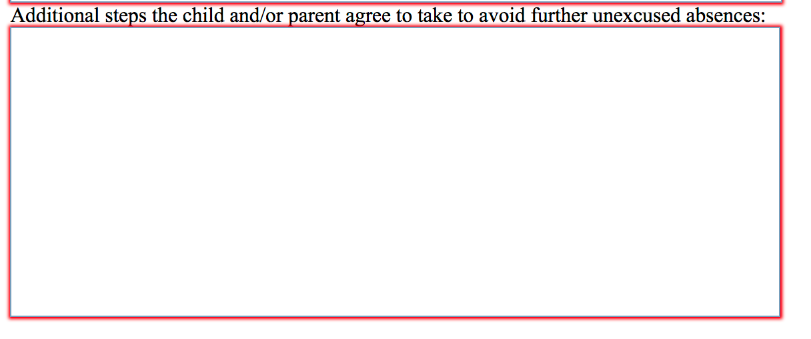 Additional steps the child and/or parent agree to take to avoid further unexcused absences: